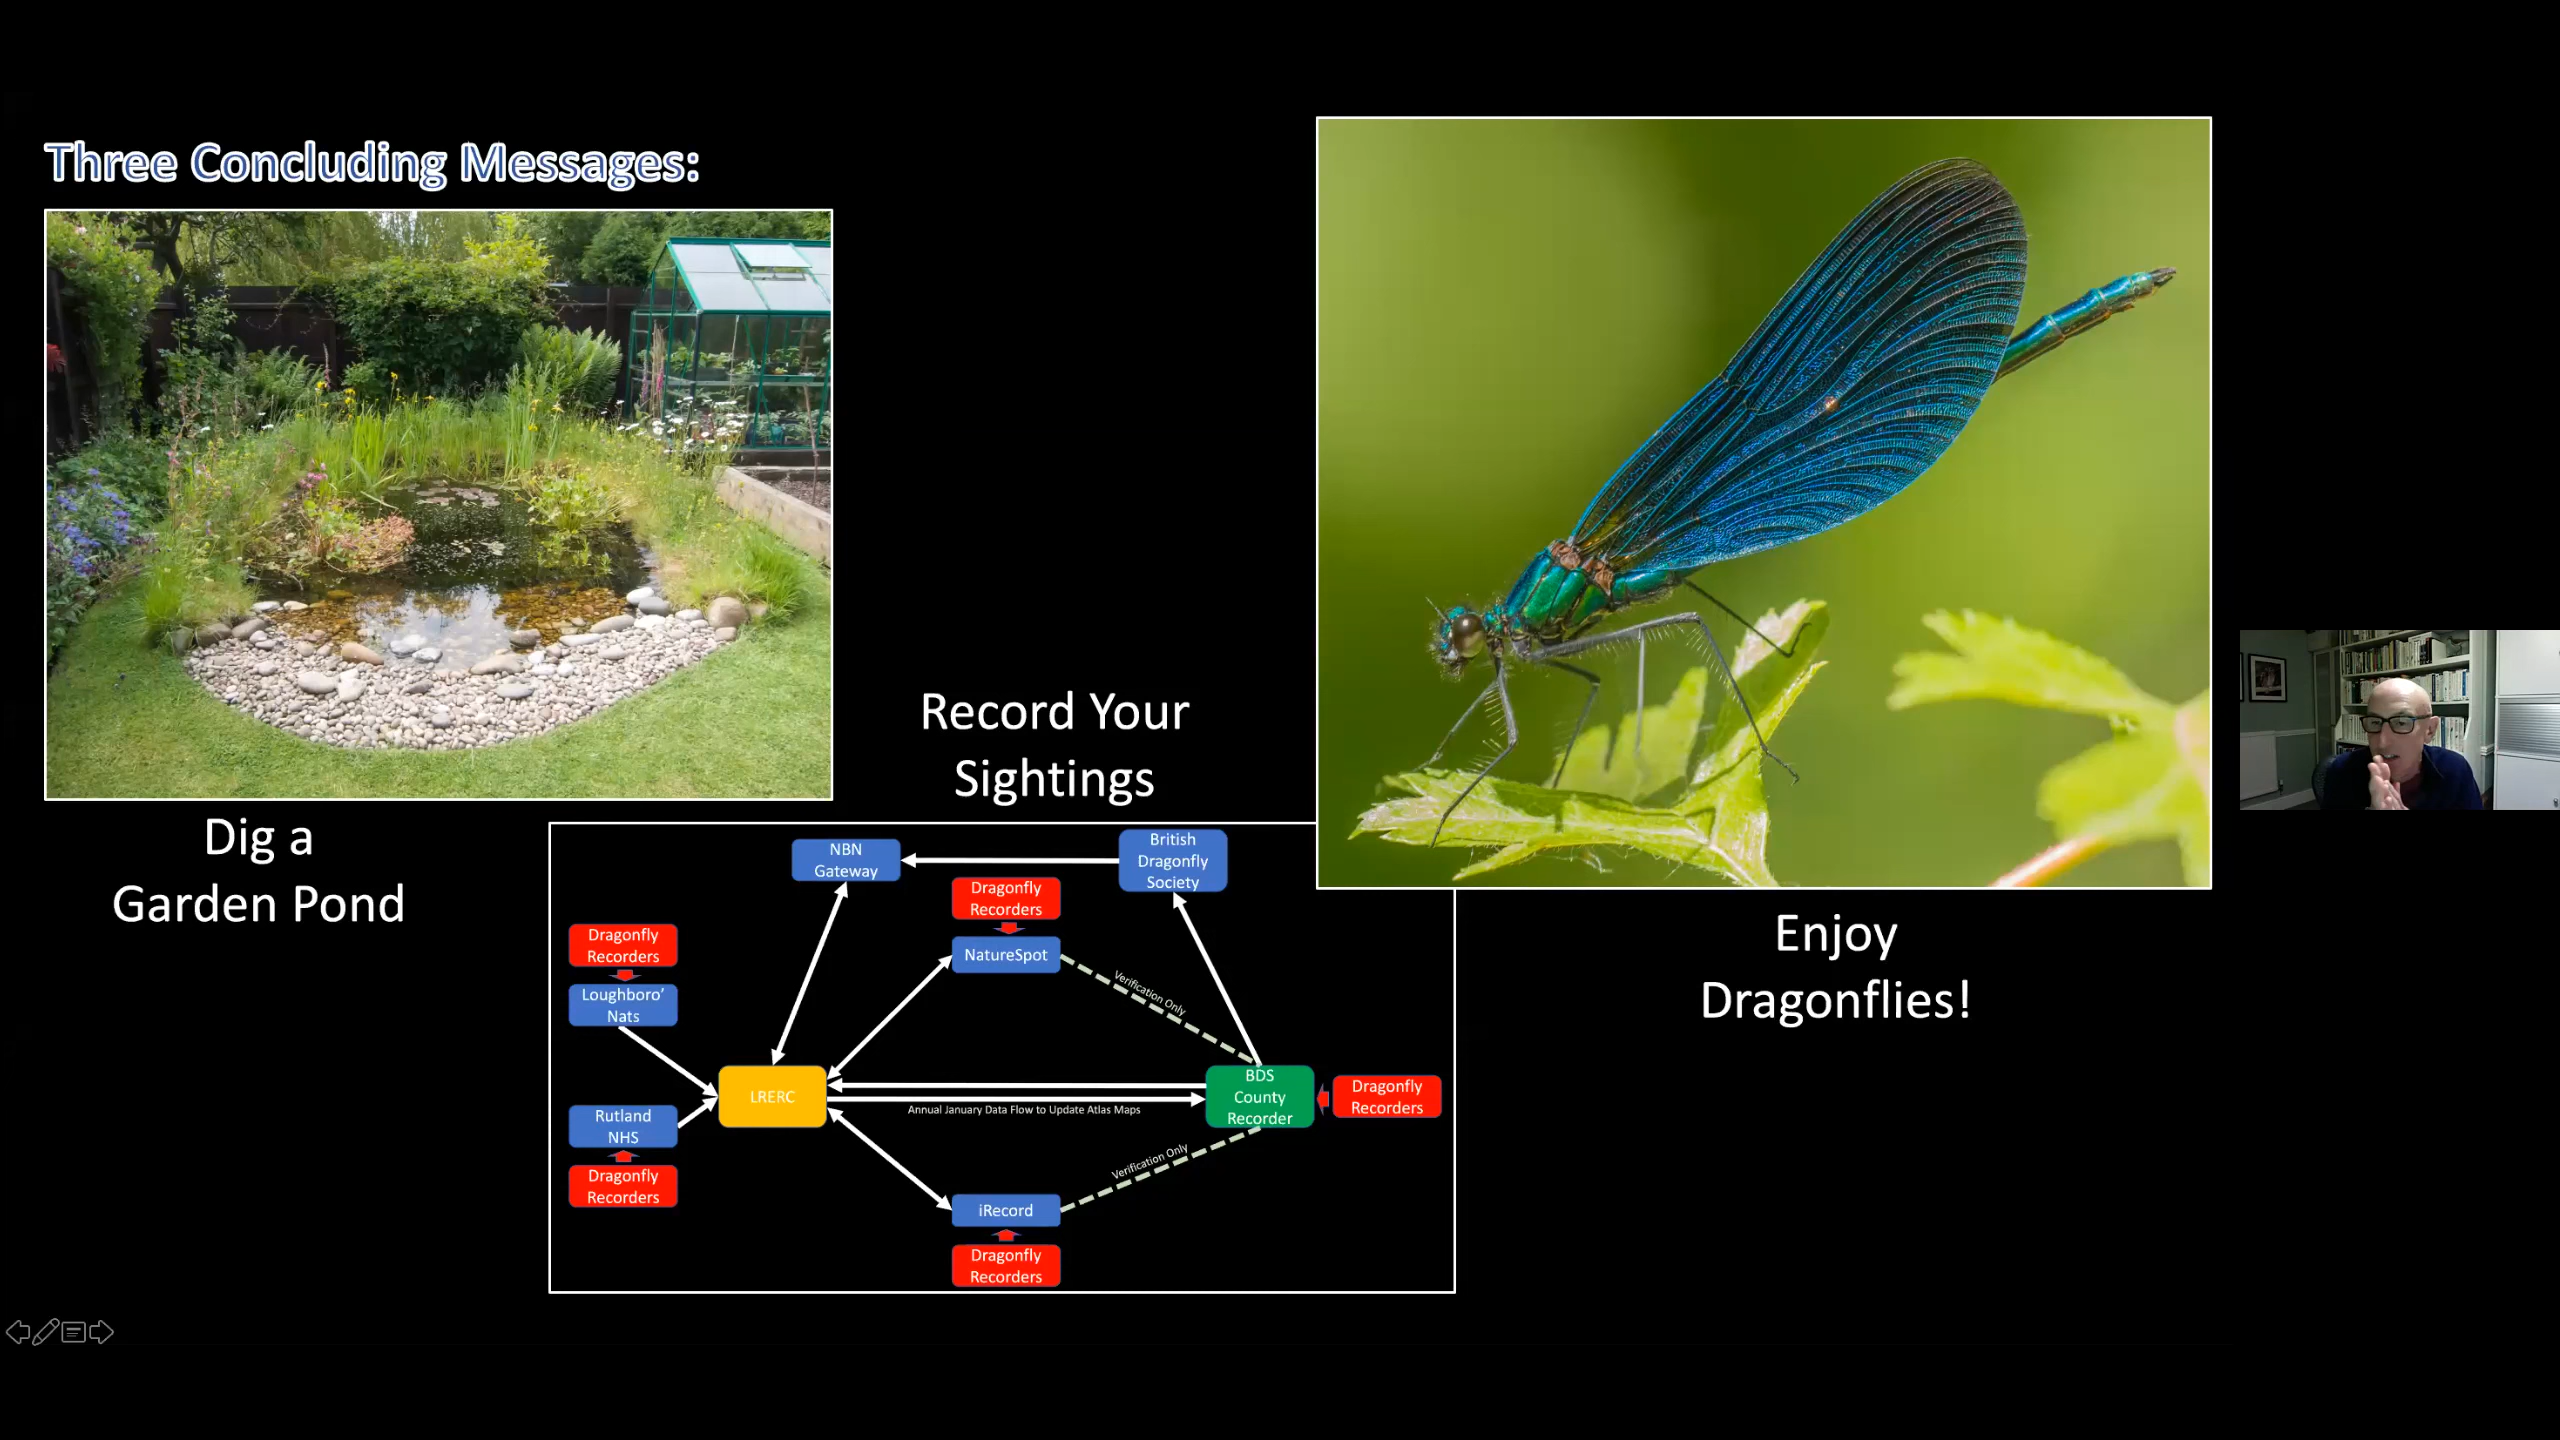 Three Concluding Messages:
Dig a
Garden Pond
Record Your
Sightings
Enjoy
Dragonflies!
NBN
Gateway
British
Dragonfly
Society
Dragonfly
Recorders
NatureSpot
Dragonfly
Recorders
Loughboro'
Nats
Verification Only
LRERC
BDS
County
Recorder
Dragonfly
Recorders
Annual January Data Flow to Update Atlas Maps
Rutland
NHS
Dragonfly
Recorders
Verification Only
iRecord
Dragonfly
Recorders